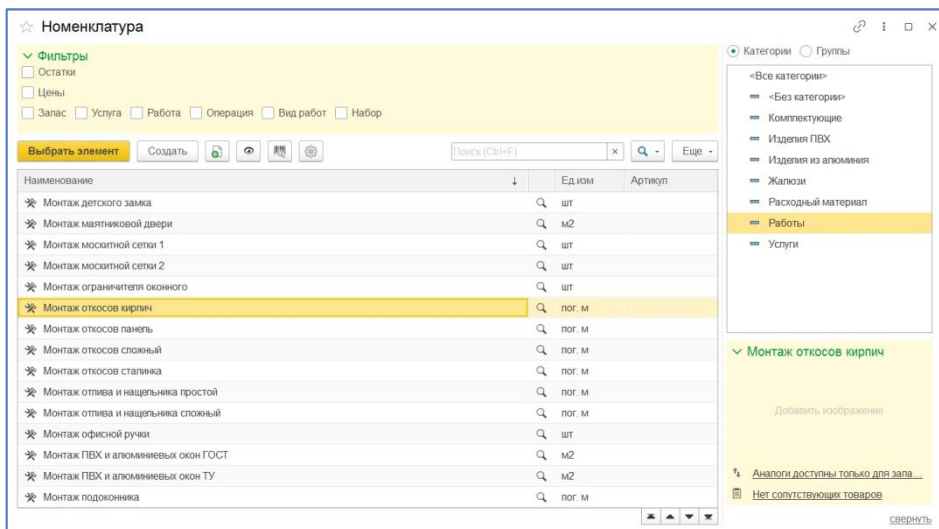 Номенклатура
Фильтры
Остатки
Цены
Запас Услуга Работа Операция Вид работ Набор
Выбрать элемент Создать Поиск (Ctrl+F) × Еще
Наименование ↓ Ед.изм Артикул
Монтаж детского замка шт
Монтаж маятниковой двери м2
Монтаж москитной сетки 1 шт
Монтаж москитной сетки 2 шт
Монтаж ограничителя оконного шт
Монтаж откосов кирпич пог. м
Монтаж откосов панель пог. м
Монтаж откосов сложный пог. м
Монтаж откосов сталинка пог. м
Монтаж отлива и нащельника простой пог. м
Монтаж отлива и нащельника сложный пог. м
Монтаж офисной ручки шт
Монтаж ПВХ и алюминиевых окон ГОСТ м2
Монтаж ПВХ и алюминиевых окон ТУ м2
Монтаж подоконника пог. м
Категории Группы
<Все категории>
<Без категории>
Комплектующие
Изделия ПВХ
Изделия из алюминия
Жалюзи
Расходный материал
Работы
Услуги
Монтаж откосов кирпич
Добавить изображение
Аналоги доступны только для запа...
Нет сопутствующих товаров
свернуть